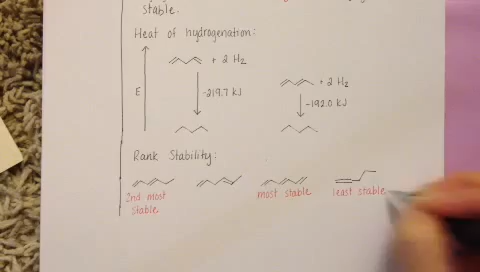 stable.
Heat of hydrogenation:
+ 2 H₂
+ 2 H₂
E
-219.7 kJ
-192.0 kJ
Rank Stability:
2nd most
stable
most stable
least stable